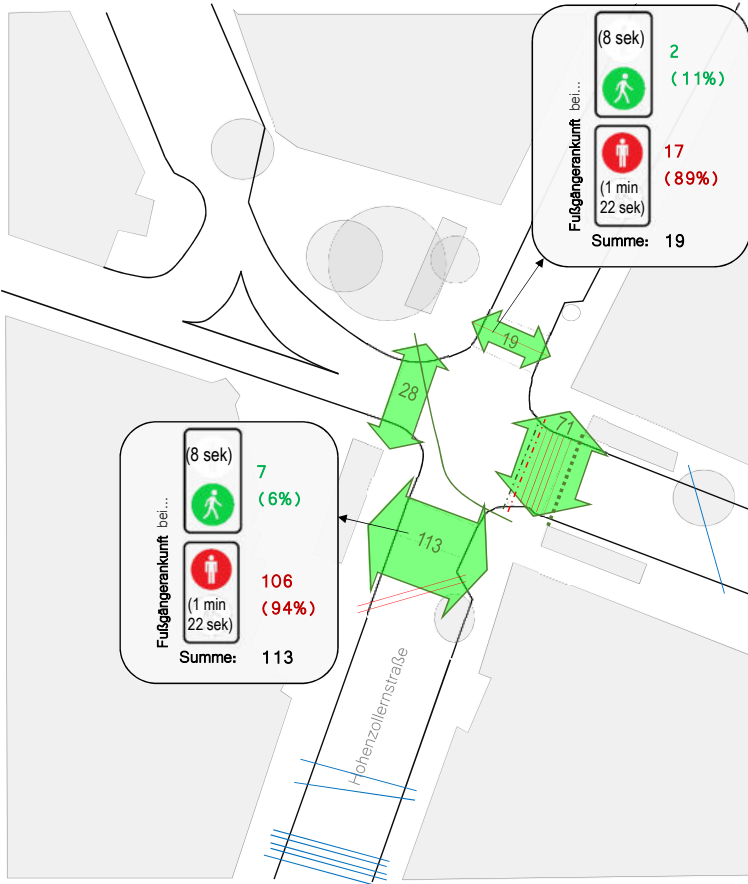 (8 sek)
2
(11%)
Fußgängerankunft bei...
17
(89%)
(1 min
22 sek)
Summe: 19
19
28
71
(8 sek)
7
(6%)
Fußgängerankunft bei...
106
(94%)
(1 min
22 sek)
Summe: 113
113
Hohenzollernstraße